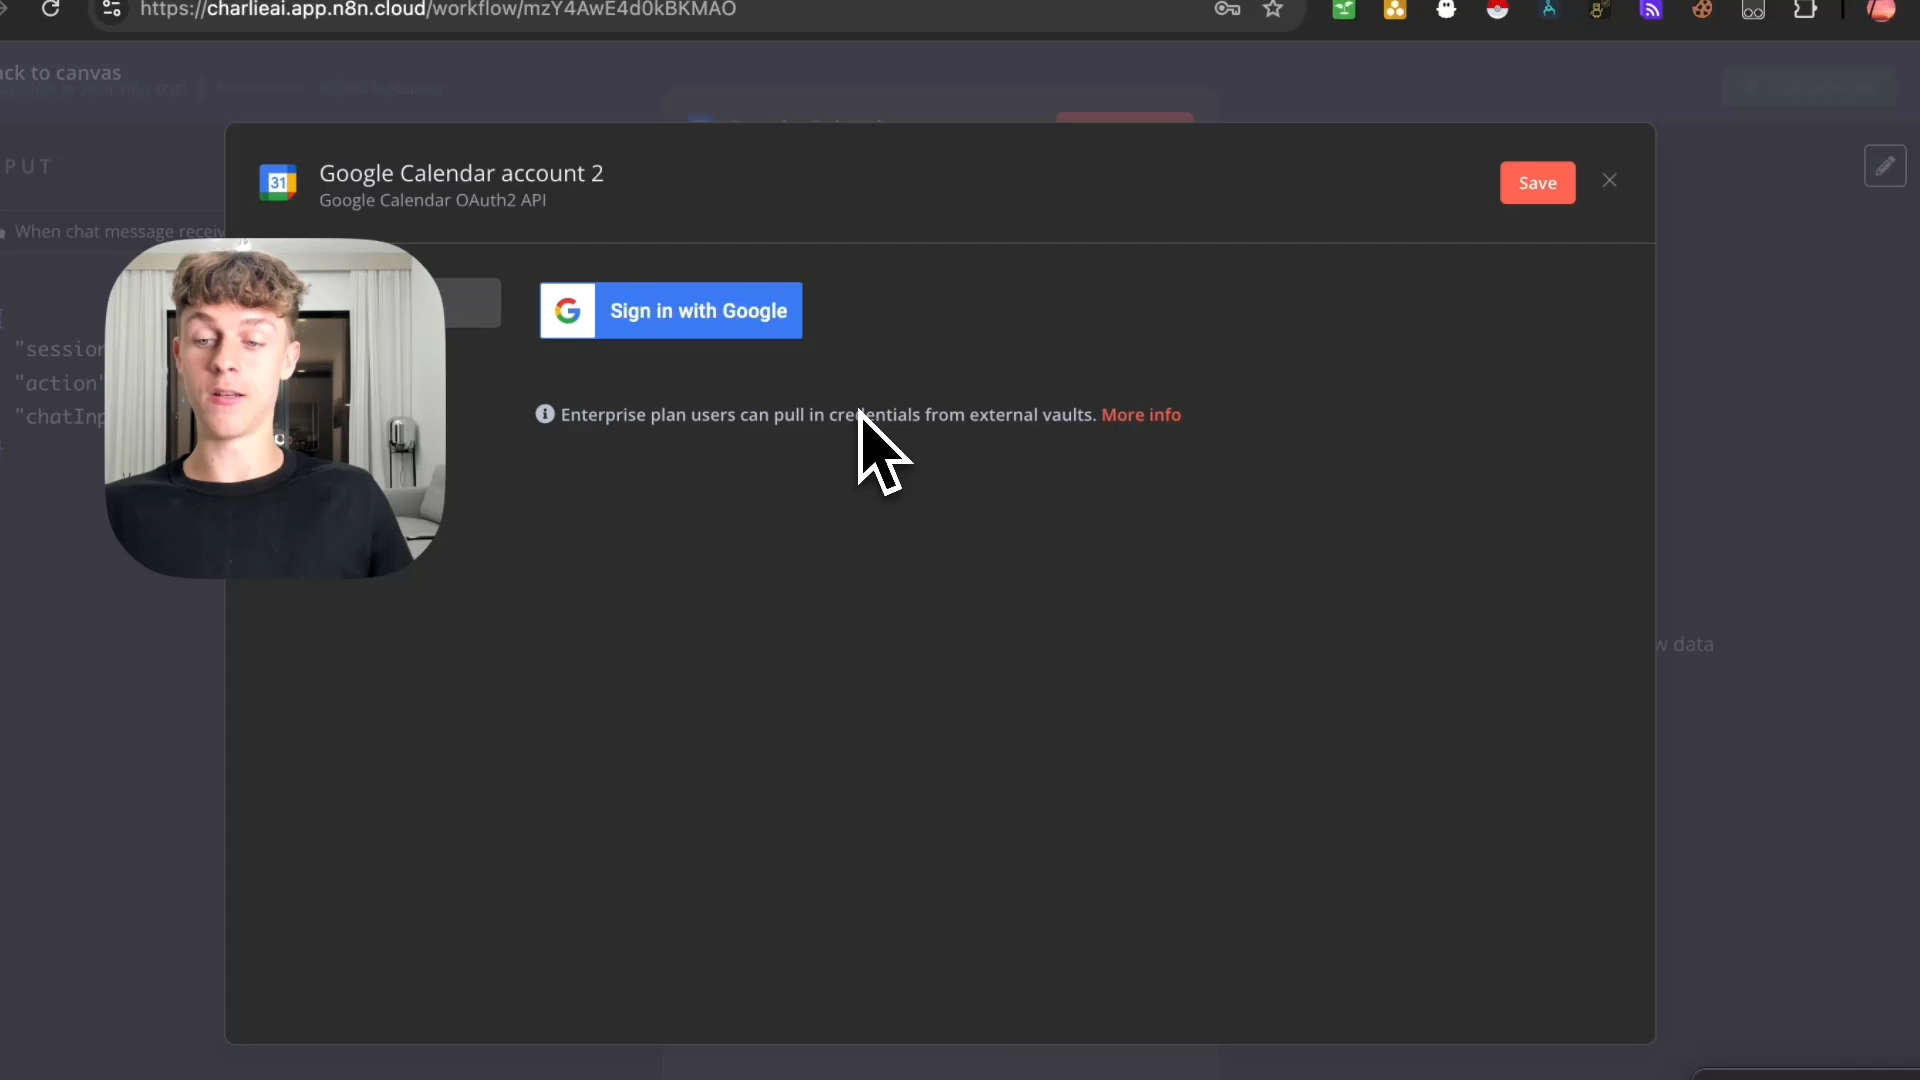 https://charlieai.app.n8n.cloud/workflow/mzY4AwE4d0kBKMAO
ck to canvas
PUT
Google Calendar account 2
31
Google Calendar OAuth2 API
Save
When chat message receiv
Sign in with Google
"session
"action"
"chatInp
Enterprise plan users can pull in credentials from external vaults. More info
w data